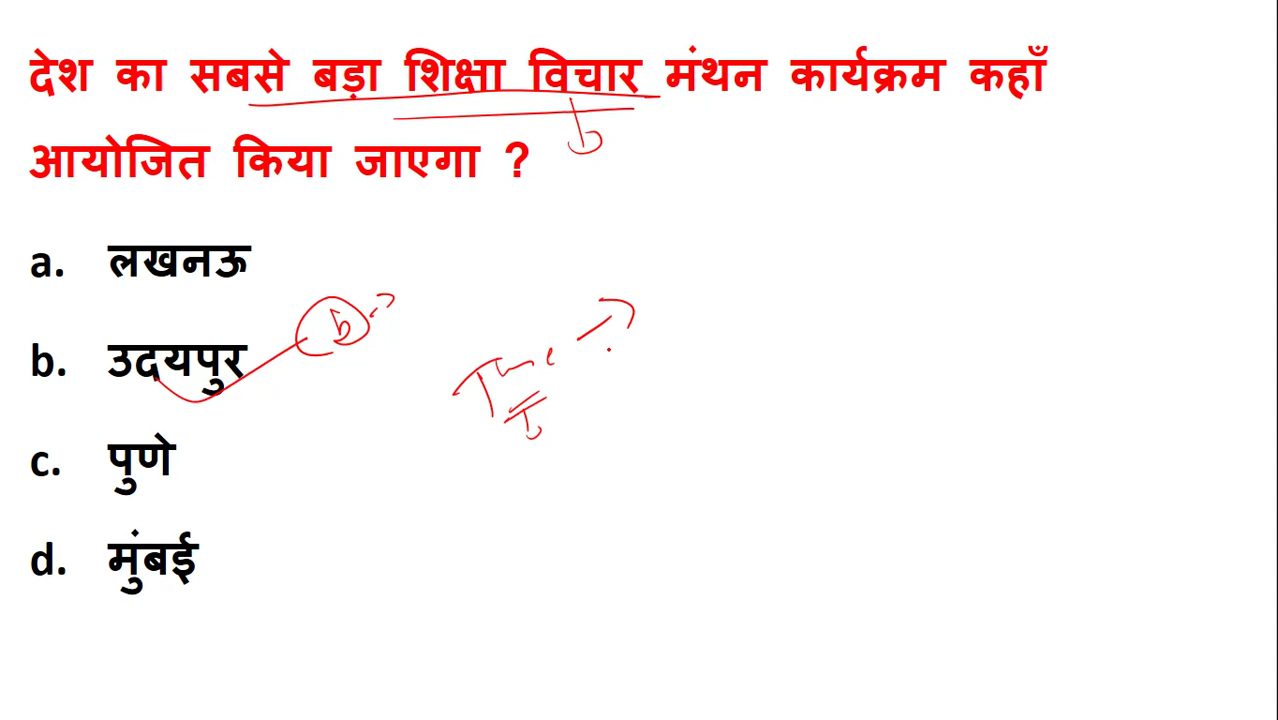 देश का सबसे बड़ा शिक्षा विचार मंथन कार्यक्रम कहाँ
b
आयोजित किया जाएगा ?
a. लखनऊ
b. उदयपुर
b
c. पुणे
d. मुंबई